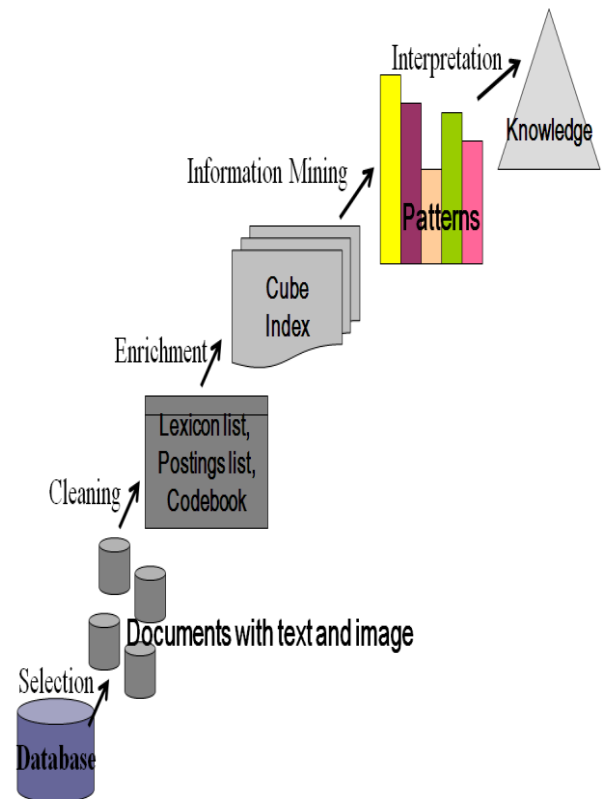 Interpretation
Knowledge
Information Mining
Patterns
Cube
Index
Enrichment
Lexicon list,
Postings list,
Codebook
Cleaning
Documents with text and image
Selection
Database